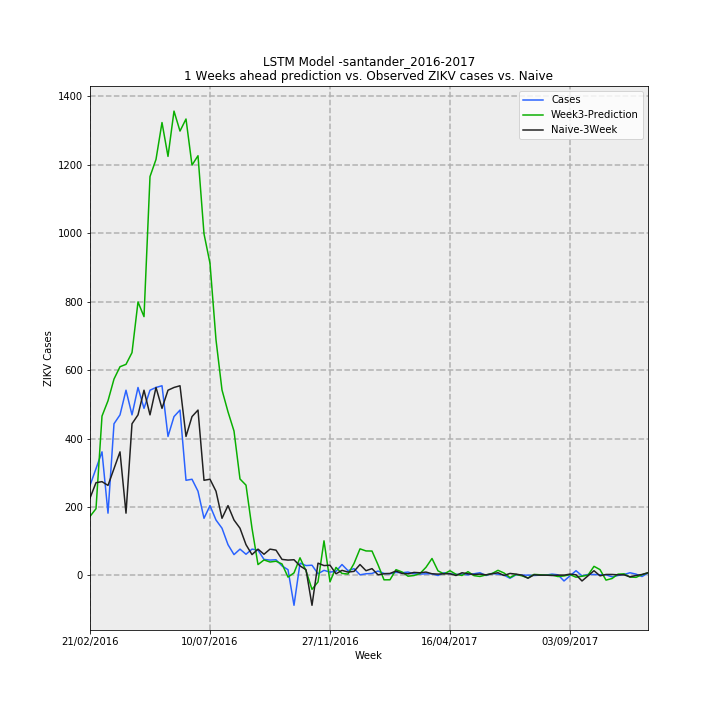 LSTM Model -santander_2016-2017
1 Weeks ahead prediction vs. Observed ZIKV cases vs. Naive
Cases
Week3-Prediction
Naive-3Week
1400
1200
1000
800
600
400
200
0
ZIKV Cases
21/02/2016
10/07/2016
27/11/2016
16/04/2017
03/09/2017
Week